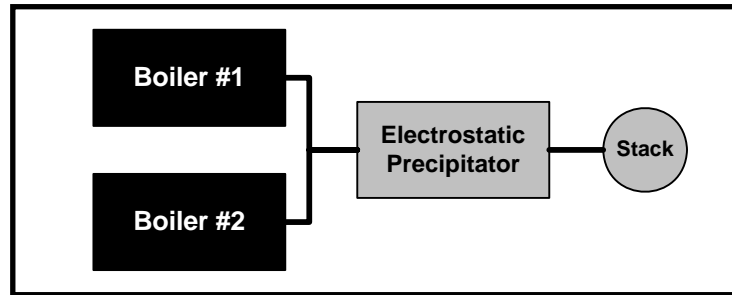 Boiler #1
Electrostatic
Precipitator
Stack
Boiler #2